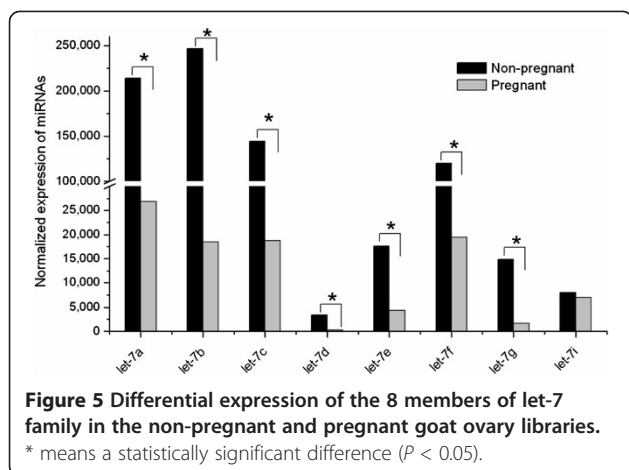 250,000
200,000
150,000
100,000
25,000
20,000
15,000
10,000
5,000
0
Normalized expression of miRNAs
Non-pregnant
Pregnant
*
*
*
*
*
*
*
let-7a
let-7b
let-7c
let-7d
let-7e
let-7f
let-7g
let-7i
Figure 5 Differential expression of the 8 members of let-7
family in the non-pregnant and pregnant goat ovary libraries.
* means a statistically significant difference (P < 0.05).